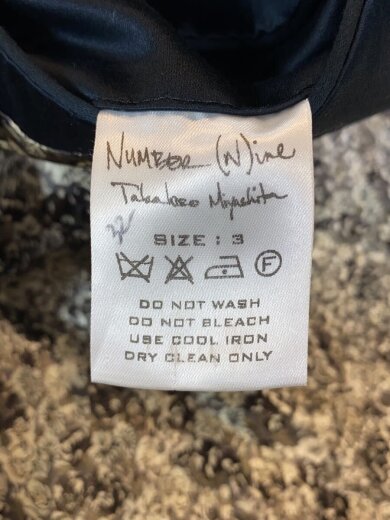 NUMBER (N)ine
Takahiro Miyashita
SIZE : 3
F
DO NOT WASH
DO NOT BLEACH
USE COOL IRON
DRY CLEAN ONLY